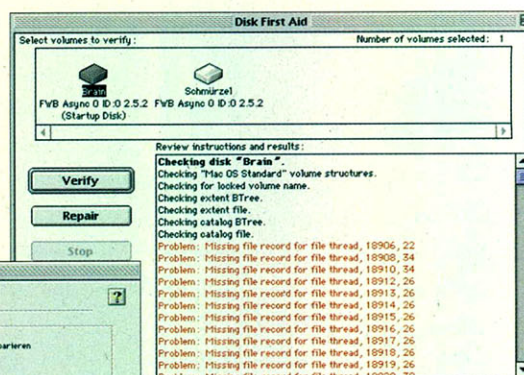 Disk First Aid
Select volumes to verify:
Number of volumes selected: 1
Brain
FWB Async 0 ID:0 2.5.2
(Startup Disk)
Schmürzel
FWB Async 0 ID:0 2.5.2
Review instructions and results:
Verify
Repair
Stop
Checking disk "Brain".
Checking "Mac OS Standard" volume structures.
Checking for locked volume name.
Checking extent BTree.
Checking extent file.
Checking catalog BTree.
Checking catalog file.
Problem: Missing file record for file thread, 18906, 22
Problem: Missing file record for file thread, 18908, 34
Problem: Missing file record for file thread, 18910, 34
Problem: Missing file record for file thread, 18912, 26
Problem: Missing file record for file thread, 18913, 26
Problem: Missing file record for file thread, 18914, 26
Problem: Missing file record for file thread, 18915, 26
Problem: Missing file record for file thread, 18916, 26
Problem: Missing file record for file thread, 18917, 26
Problem: Missing file record for file thread, 18918, 26
Problem: Missing file record for file thread, 18919, 26
?
parieren